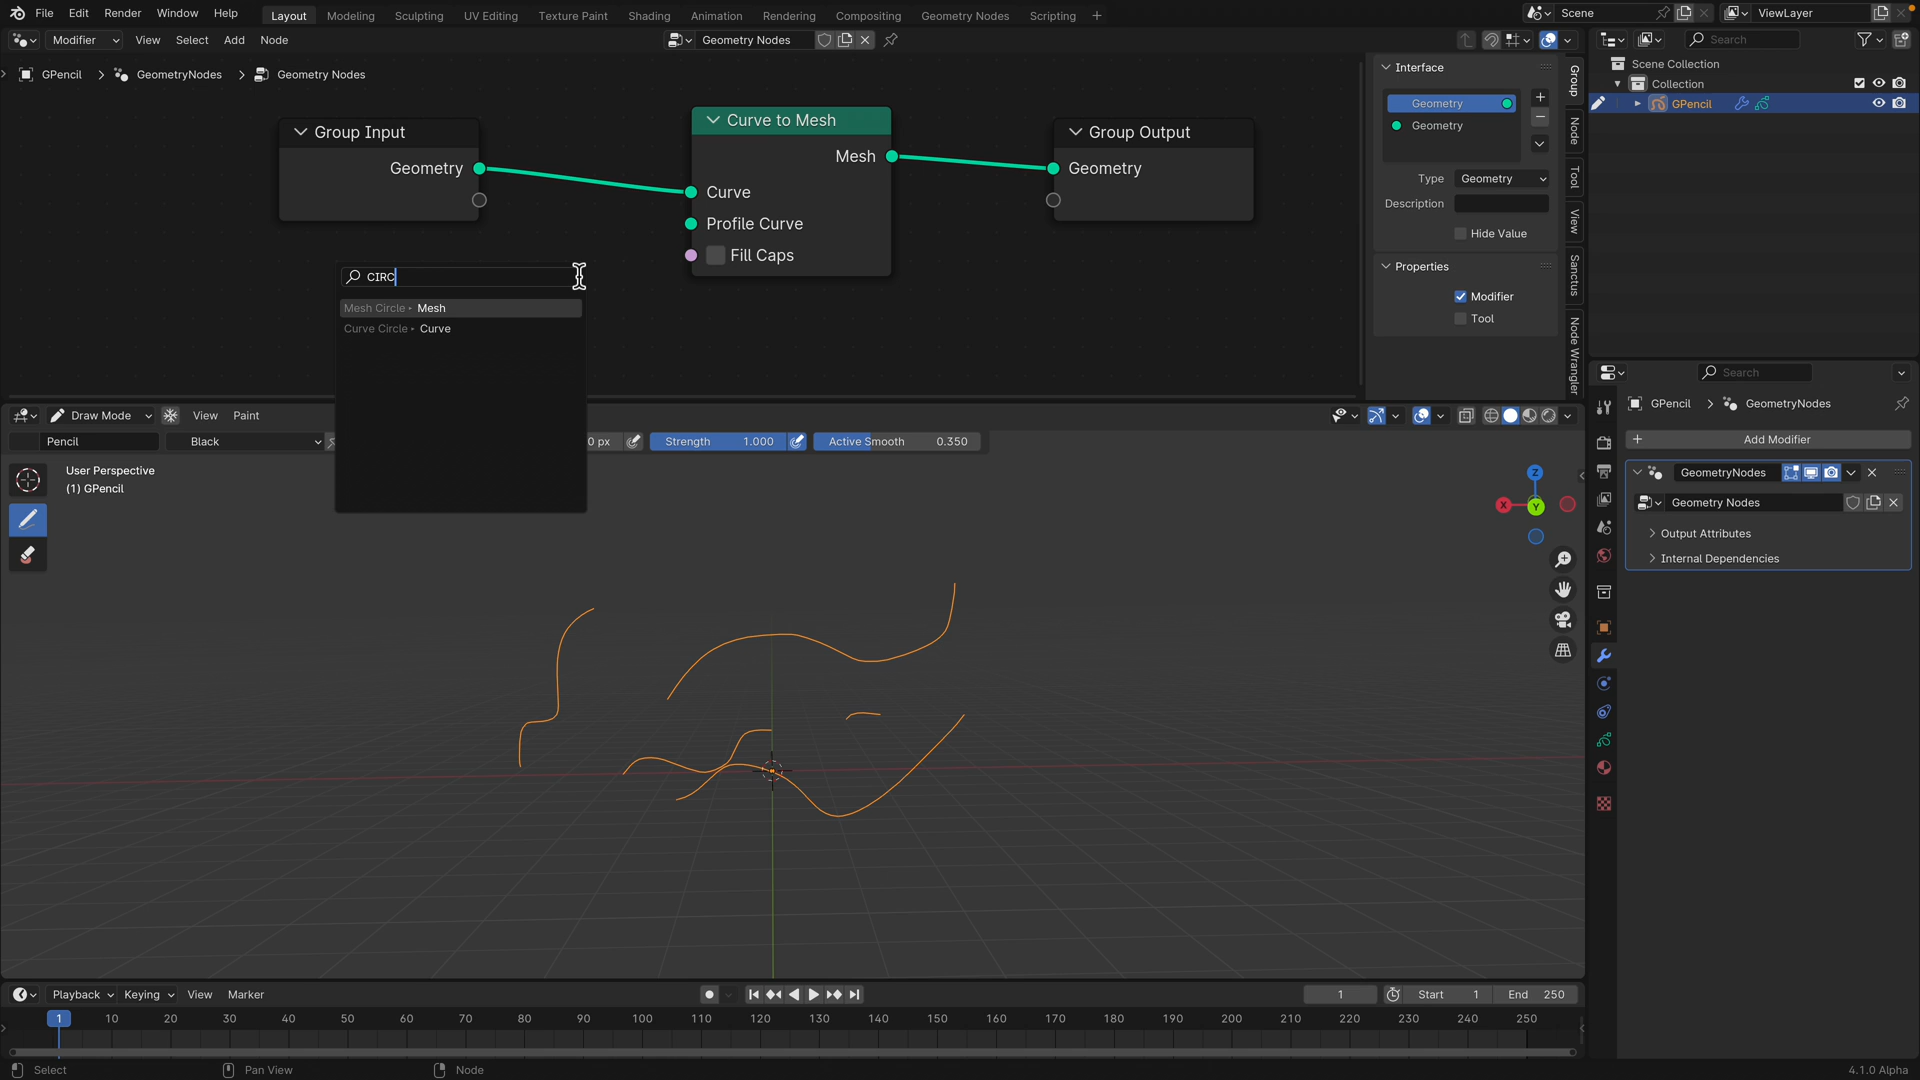 File Edit Render Window Help
Layout Modeling Sculpting UV Editing Texture Paint Shading Animation Rendering Compositing Geometry Nodes Scripting
Scene
ViewLayer
Modifier View Select Add Node
Geometry Nodes
Search
GPencil GeometryNodes Geometry Nodes
Scene Collection
Collection
GPencil
Group Input
Geometry
Curve to Mesh
Mesh
Curve
Profile Curve
Fill Caps
Group Output
Geometry
CIRC
Mesh Circle Mesh
Curve Circle Curve
Interface
Geometry
Geometry
Type Geometry
Description
Hide Value
Properties
Modifier
Tool
Group
Node
Tool
View
Sanctus
Node Wrangler
Draw Mode View Paint
Pencil Black 0 px Strength 1.000 Active Smooth 0.350
User Perspective
(1) GPencil
Z
X
Y
Search
GPencil GeometryNodes
Add Modifier
GeometryNodes
Geometry Nodes
Output Attributes
Internal Dependencies
Playback Keying View Marker
1 Start 1 End 250
1 10 20 30 40 50 60 70 80 90 100 110 120 130 140 150 160 170 180 190 200 210 220 230 240 250
Select Pan View Node 4.1.0 Alpha